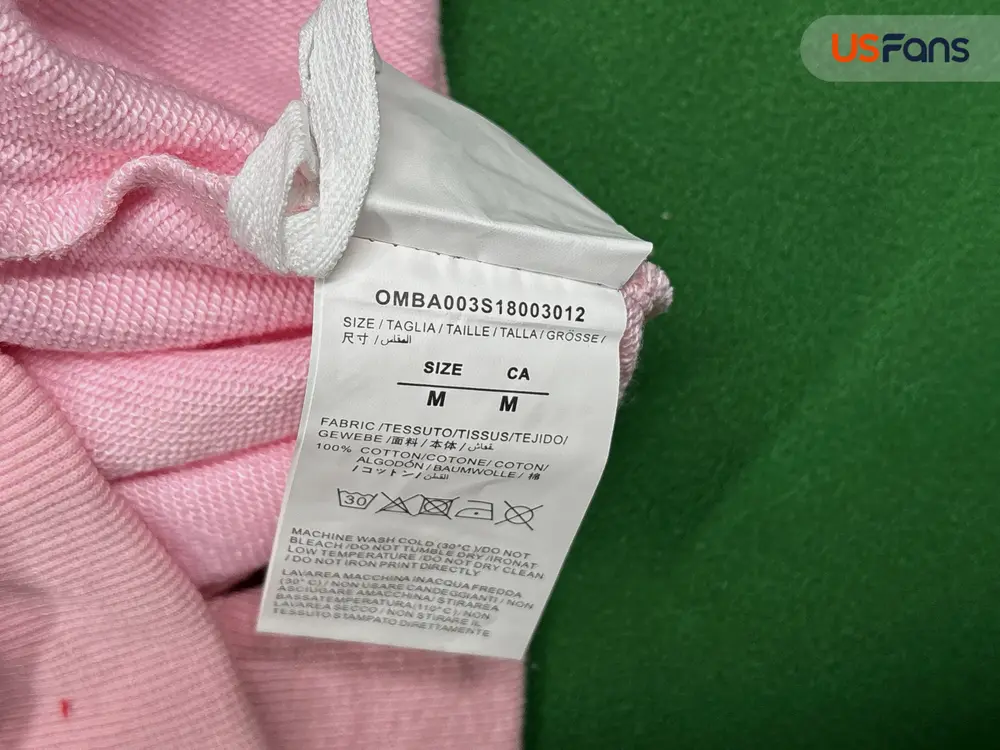 USFans
OMBA003S18003012
SIZE / TAGLIA / TAILLE / TALLA / GRÖSSE /
尺寸 / المقاس /
SIZE CA
M M
FABRIC /TESSUTO/TISSUS/TEJIDO/
GEWEBE /面料 / 本体 / قماش /
100% COTTON/COTONE/ COTON/
ALGODÓN / BAUMWOLLE / 棉
/ コットン / القطن /
30
MACHINE WASH COLD (30°C )/DO NOT
BLEACH /DO NOT TUMBLE DRY /IRONAT
LOW TEMPERATURE /DO NOT DRY CLEAN
/ DO NOT IRON PRINT DIRECTLY
LAVAREA MACCHINA INACQUA FREDDA
(30° C) / NON USARE CANDEGGIANTI / NON
ASCIUGARE AMACCHINA/ STIRAREA
BASSATEMPERATURA (110° C) / NON
LAVAREA SECCO / NON STIRARE IL
TESSUTO STAMPATO DIRETTAMENTE